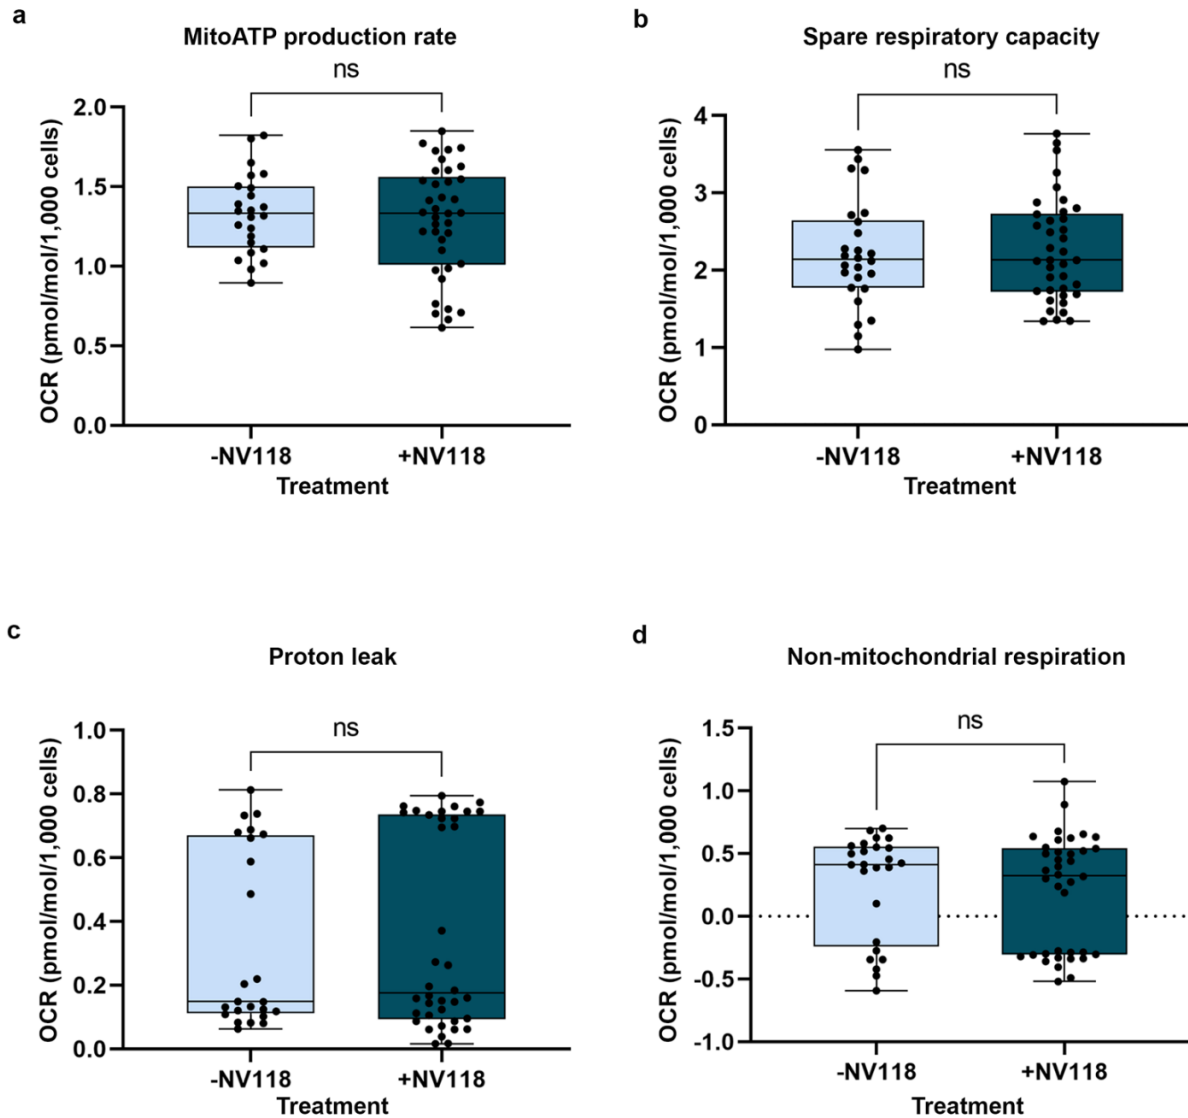 a
MitoATP production rate
ns
OCR (pmol/mol/1,000 cells)
2.0
1.5
1.0
0.5
0.0
-NV118
+NV118
Treatment
b
Spare respiratory capacity
ns
OCR (pmol/mol/1,000 cells)
4
3
2
1
0
-NV118
+NV118
Treatment
c
Proton leak
ns
OCR (pmol/mol/1,000 cells)
1.0
0.8
0.6
0.4
0.2
0.0
-NV118
+NV118
Treatment
d
Non-mitochondrial respiration
ns
OCR (pmol/mol/1,000 cells)
1.5
1.0
0.5
0.0
-0.5
-1.0
-NV118
+NV118
Treatment